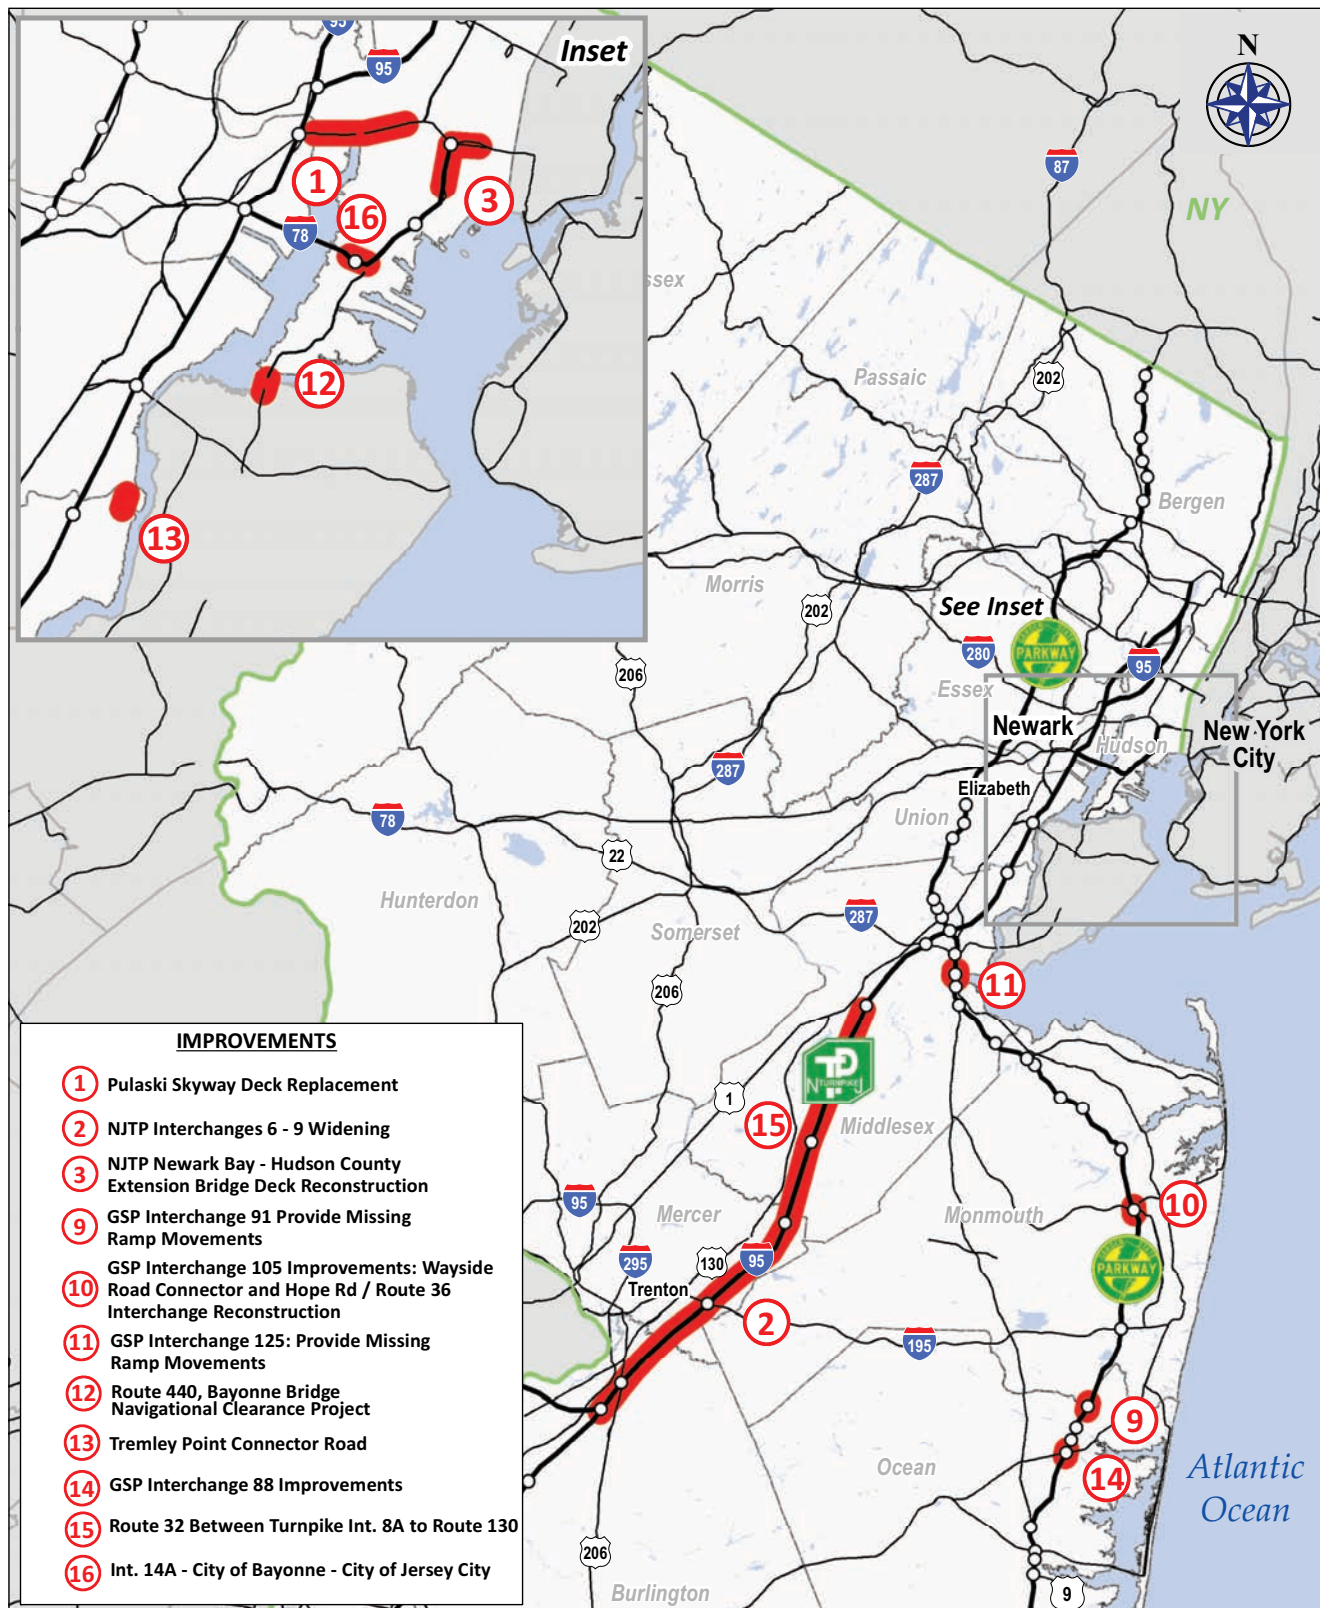 Inset
95
95
1
3
16
78
12
13
N
87
NY
ssex
Passaic
202
287
Bergen
Morris
202
See Inset
280
PARKWAY
95
206
Essex
Newark
Hudson
New York
City
287
Elizabeth
78
Union
22
Hunterdon
287
202
Somerset
206
11
N TURNPIKE J
1
15
Middlesex
95
Mercer
10
Monmouth
295
130
95
PARKWAY
Trenton
2
195
9
Ocean
14
Atlantic
Ocean
206
Burlington
9
IMPROVEMENTS
1 Pulaski Skyway Deck Replacement
2 NJTP Interchanges 6 - 9 Widening
3 NJTP Newark Bay - Hudson County
Extension Bridge Deck Reconstruction
9 GSP Interchange 91 Provide Missing
Ramp Movements
10 GSP Interchange 105 Improvements: Wayside
Road Connector and Hope Rd / Route 36
Interchange Reconstruction
11 GSP Interchange 125: Provide Missing
Ramp Movements
12 Route 440, Bayonne Bridge
Navigational Clearance Project
13 Tremley Point Connector Road
14 GSP Interchange 88 Improvements
15 Route 32 Between Turnpike Int. 8A to Route 130
16 Int. 14A - City of Bayonne - City of Jersey City